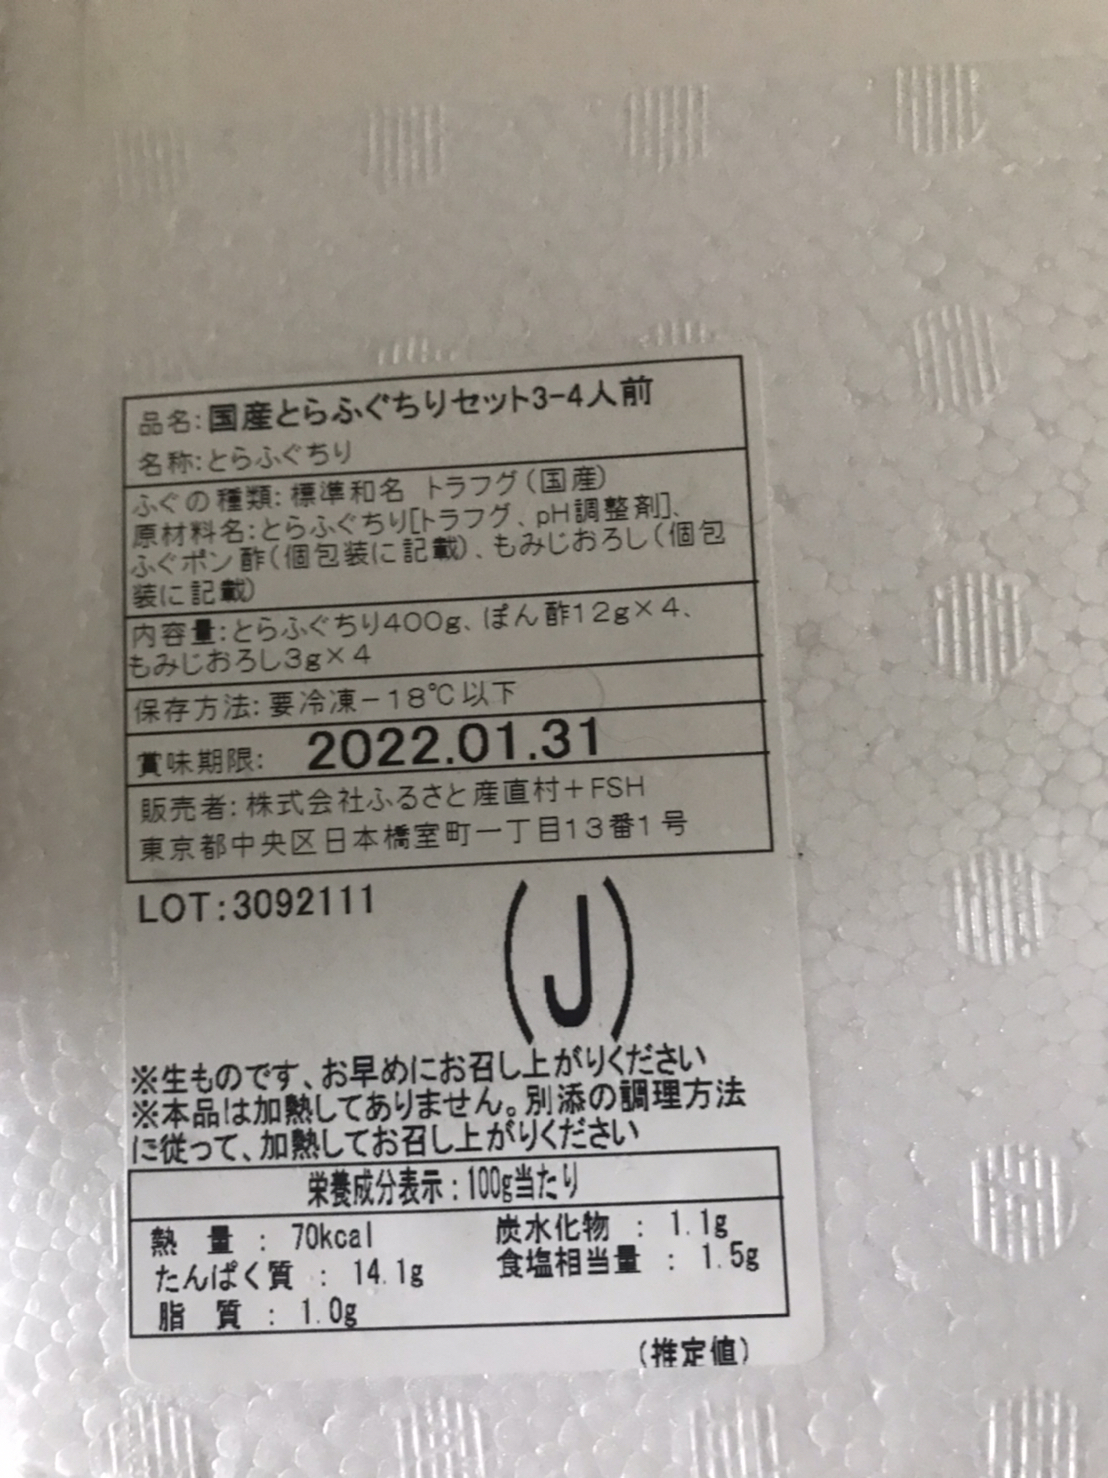 品名:国産とらふぐちりセット3-4人前
名称:とらふぐちり
ふぐの種類:標準和名 トラフグ(国産)
原材料名:とらふぐちり[トラフグ、pH調整剤]、
ふぐポン酢(個包装に記載)、もみじおろし(個包
装に記載)
内容量:とらふぐちり400g、ぽん酢12g×4、
もみじおろし3g×4
保存方法:要冷凍-18℃以下
賞味期限: 2022.01.31
販売者:株式会社ふるさと産直村+FSH
東京都中央区日本橋室町一丁目13番1号
LOT:3092111
(J)
※生ものです、お早めにお召し上がりください
※本品は加熱してありません。別添の調理方法
に従って、加熱してお召し上がりください
栄養成分表示:100g当たり
熱 量 : 70kcal 炭水化物 : 1.1g
たんぱく質 : 14.1g 食塩相当量 : 1.5g
脂 質 : 1.0g
(推定値)